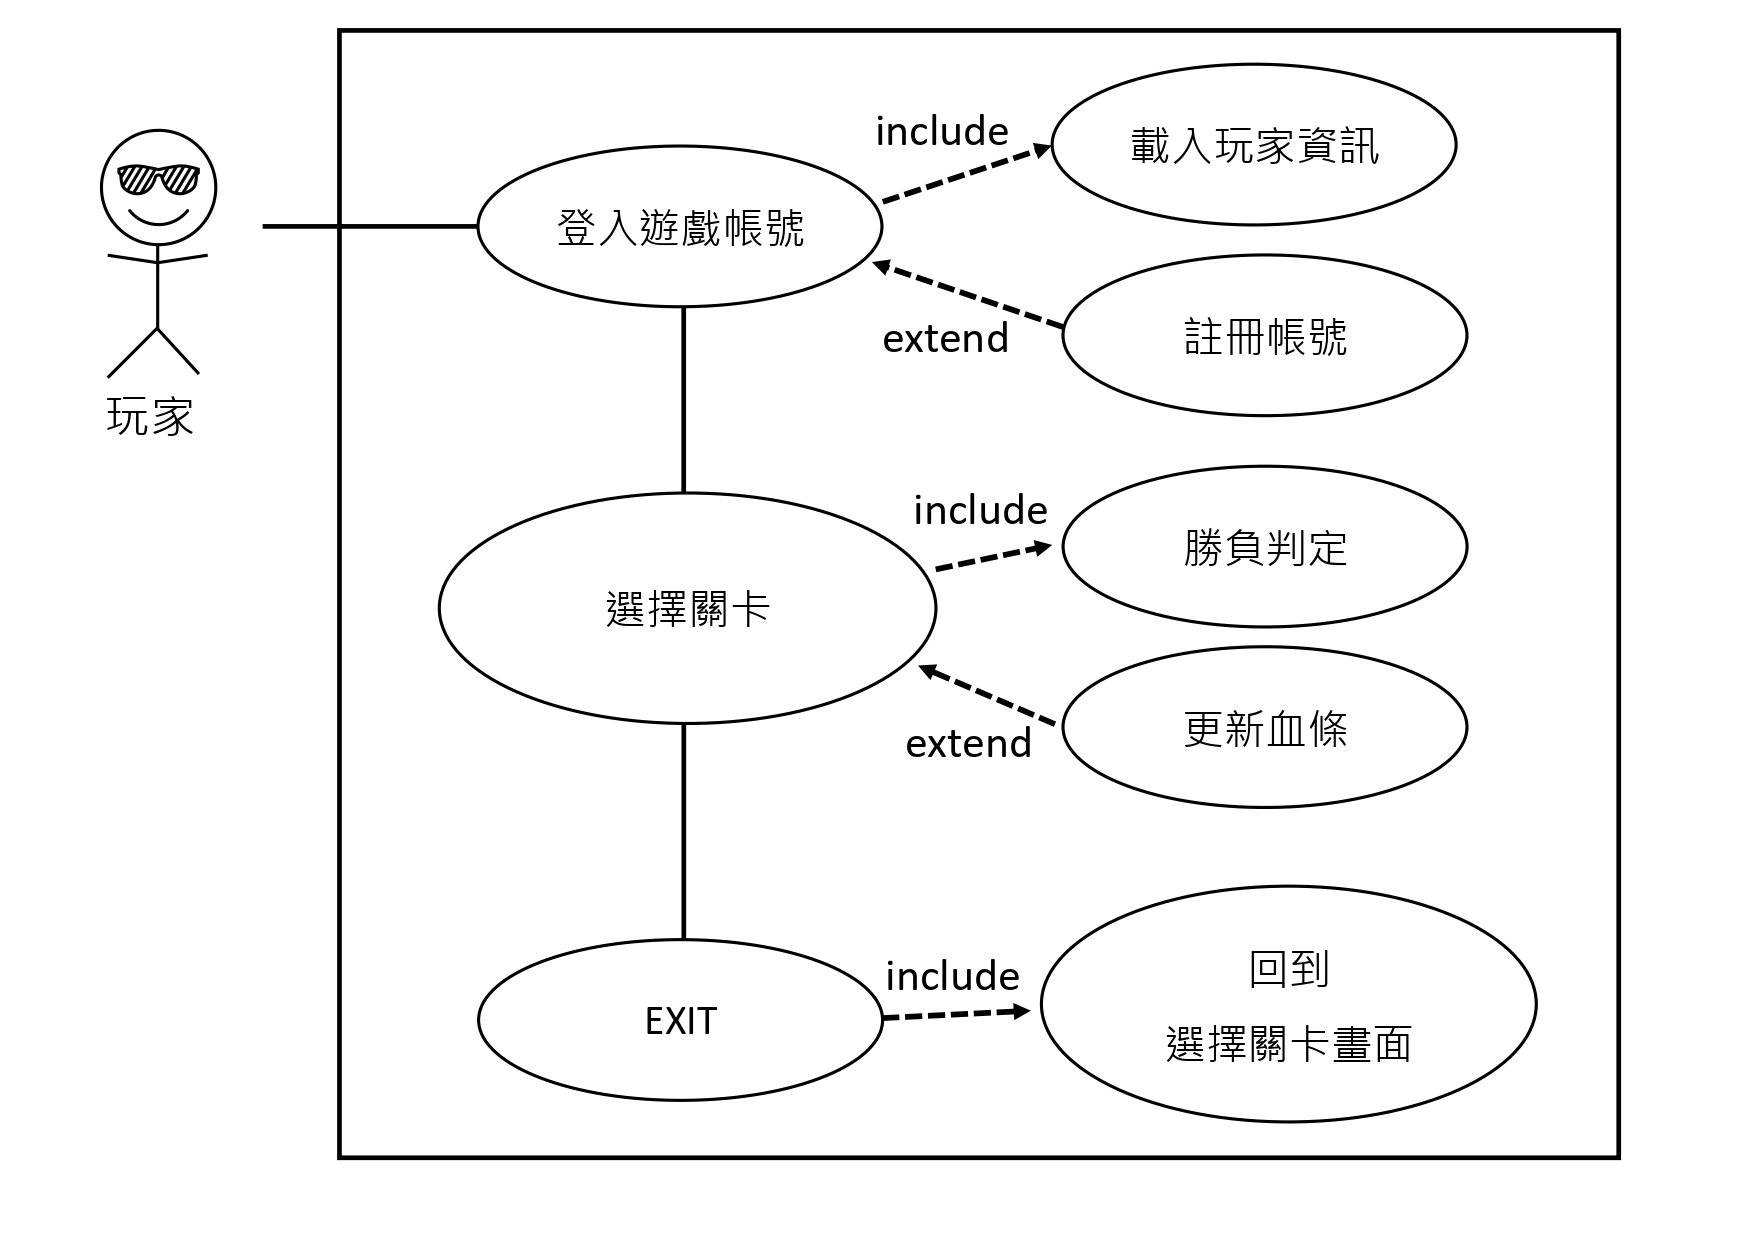 include
載入玩家資訊
登入遊戲帳號
extend
註冊帳號
玩家
include
勝負判定
選擇關卡
extend
更新血條
include
回到
選擇關卡畫面
EXIT